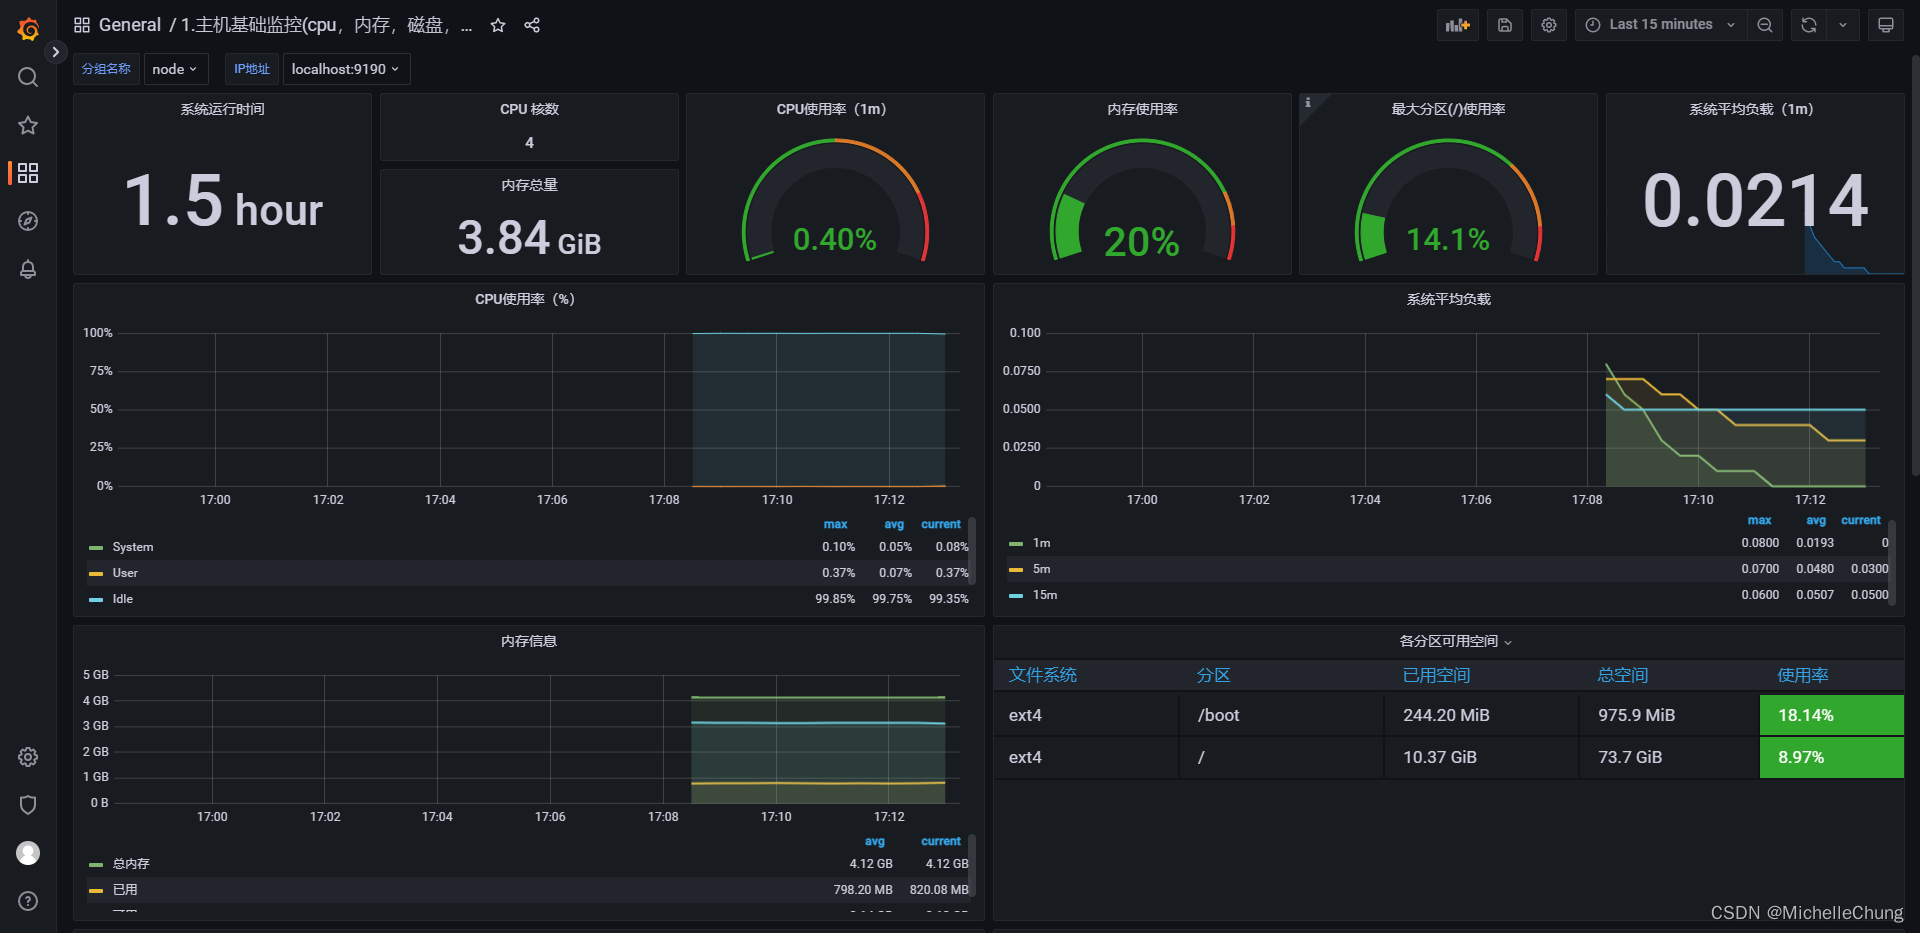 General / 1.主机基础监控(cpu，内存，磁盘，...
Last 15 minutes
分组名称 node IP地址 localhost:9190
系统运行时间
1.5 hour
CPU 核数
4
内存总量
3.84 GiB
CPU使用率（1m）
0.40%
内存使用率
20%
最大分区(/)使用率
14.1%
系统平均负载（1m）
0.0214
CPU使用率（%）
100%
75%
50%
25%
0%
17:00 17:02 17:04 17:06 17:08 17:10 17:12
max avg current
System 0.10% 0.05% 0.08%
User 0.37% 0.07% 0.37%
Idle 99.85% 99.75% 99.35%
系统平均负载
0.100
0.0750
0.0500
0.0250
0
17:00 17:02 17:04 17:06 17:08 17:10 17:12
max avg current
1m 0.0800 0.0193 0
5m 0.0700 0.0480 0.0300
15m 0.0600 0.0507 0.0500
内存信息
5 GB
4 GB
3 GB
2 GB
1 GB
0 B
17:00 17:02 17:04 17:06 17:08 17:10 17:12
avg current
总内存 4.12 GB 4.12 GB
已用 798.20 MB 820.08 MB
各分区可用空间
文件系统 分区 已用空间 总空间 使用率
ext4 /boot 244.20 MiB 975.9 MiB 18.14%
ext4 / 10.37 GiB 73.7 GiB 8.97%
CSDN @MichelleChung